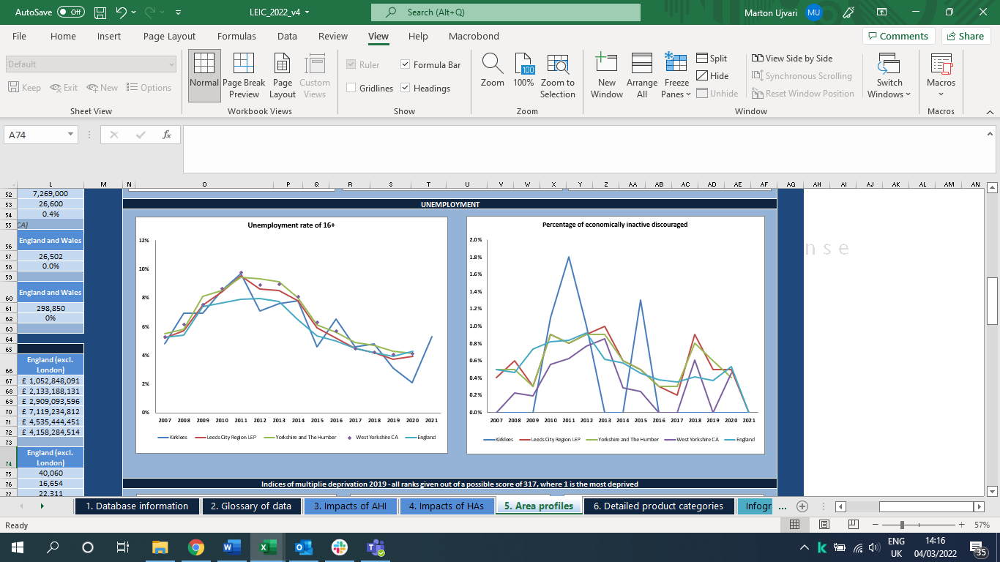 AutoSave Off LEIC_2022_v4 Search (Alt+Q) Marton Ujvari MU
File Home Insert Page Layout Formulas Data Review View Help Macrobond Comments Share
Default
Keep Exit New Options
Sheet View
Normal Page Break Preview Page Layout Custom Views
Workbook Views
Ruler Formula Bar
Gridlines Headings
Show
Zoom 100% Zoom to Selection
100
Zoom
New Window Arrange All Freeze Panes
Split
Hide
Unhide
View Side by Side
Synchronous Scrolling
Reset Window Position
Switch Windows
Window
Macros
Macros
A74 fx
L M N O P Q R S T U V W X Y Z AA AB AC AD AE AF AG AH AI AJ AK AL AM AN
52 7,269,000
53 26,600
54 0.4%
55 CA)
56 England and Wales
57 26,502
58 0.0%
59
60 England and Wales
61 298,850
62 0%
63
64
65
66 England (excl. London)
67 £ 1,052,848,091
68 £ 2,133,188,131
69 £ 2,909,093,596
70 £ 7,119,234,812
71 £ 4,535,444,451
72 £ 4,158,284,514
73
74 England (excl. London)
75 40,060
76 16,654
77 22,311
UNEMPLOYMENT
Unemployment rate of 16+
12%
10%
8%
6%
4%
2%
0%
2007 2008 2009 2010 2011 2012 2013 2014 2015 2016 2017 2018 2019 2020 2021
Kirklees Leeds City Region LEP Yorkshire and The Humber West Yorkshire CA England
Percentage of economically inactive discouraged
2.0%
1.8%
1.6%
1.4%
1.2%
1.0%
0.8%
0.6%
0.4%
0.2%
0.0%
2007 2008 2009 2010 2011 2012 2013 2014 2015 2016 2017 2018 2019 2020 2021
Kirklees Leeds City Region LEP Yorkshire and The Humber West Yorkshire CA England
nse
Indices of multiplie deprivation 2019 - all ranks given out of a possible score of 317, where 1 is the most deprived
1. Database information 2. Glossary of data 3. Impacts of AHI 4. Impacts of HAs 5. Area profiles 6. Detailed product categories Infogr ...
Ready 57%
ENG
UK
14:16
04/03/2022
35